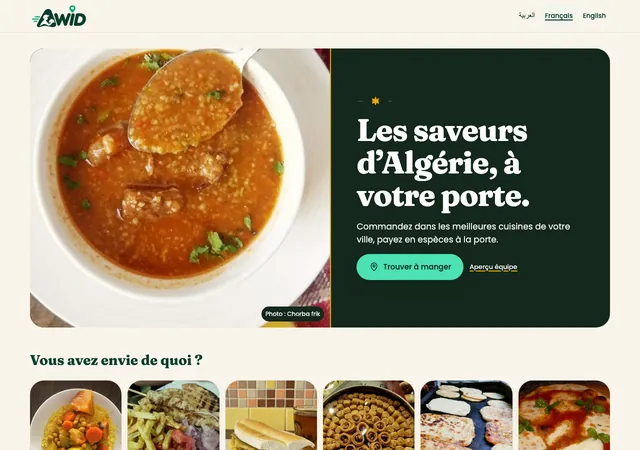 AWID
العربية
Français
English
Les saveurs
d’Algérie, à
votre porte.
Commandez dans les meilleures cuisines de votre
ville, payez en espèces à la porte.
Trouver à manger
Aperçu équipe
Photo : Chorba frik
Vous avez envie de quoi ?